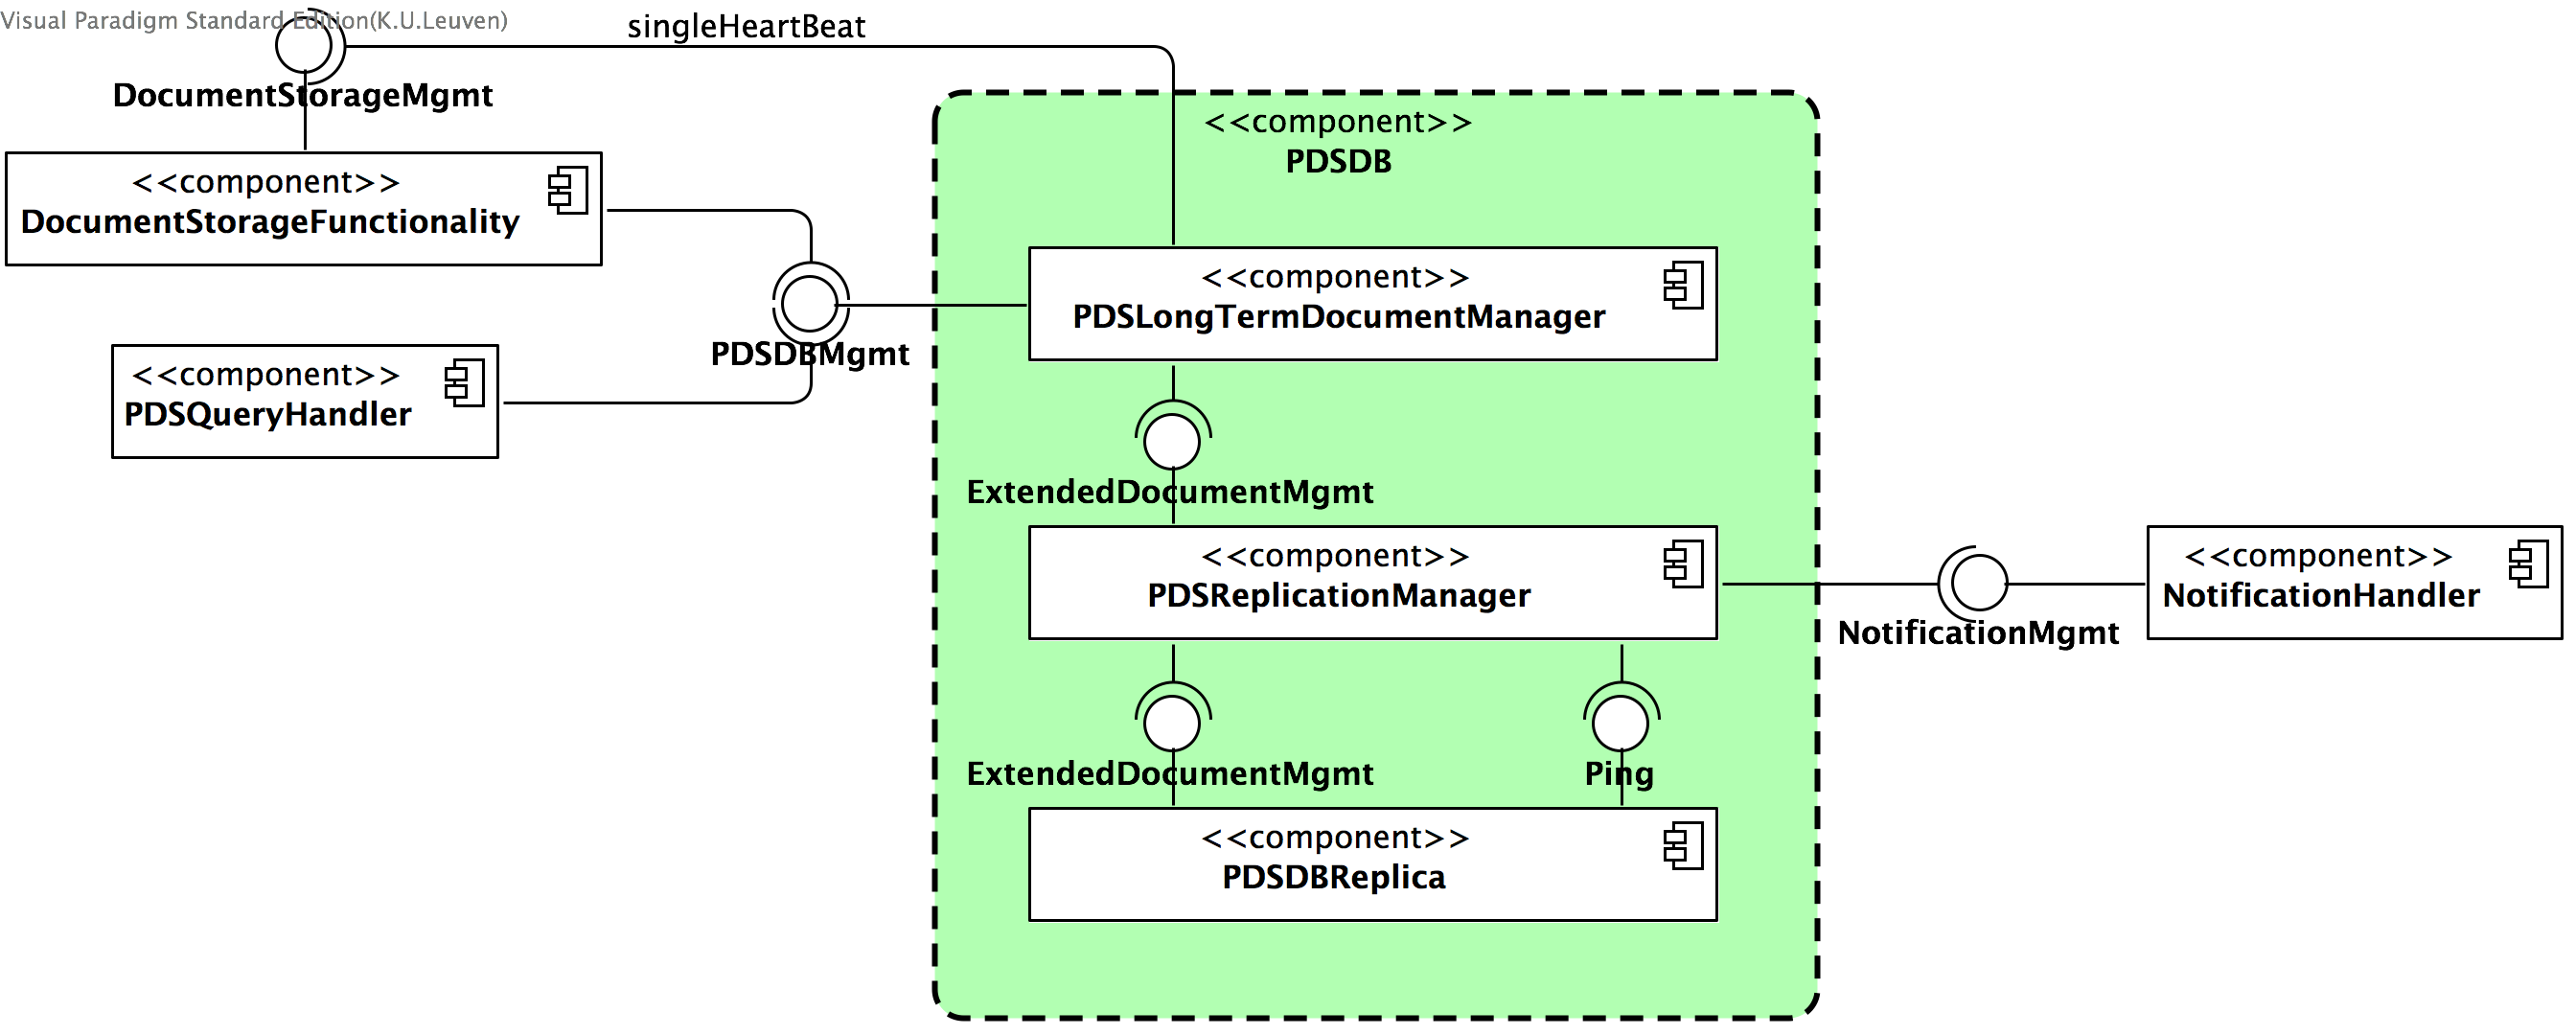 Visual Paradigm Standard Edition(K.U.Leuven)
singleHeartBeat
DocumentStorageMgmt
<<component>>
PDSDB
<<component>>
DocumentStorageFunctionality
<<component>>
PDSLongTermDocumentManager
PDSDBMgmt
<<component>>
PDSQueryHandler
ExtendedDocumentMgmt
<<component>>
PDSReplicationManager
<<component>>
NotificationHandler
NotificationMgmt
ExtendedDocumentMgmt
Ping
<<component>>
PDSDBReplica